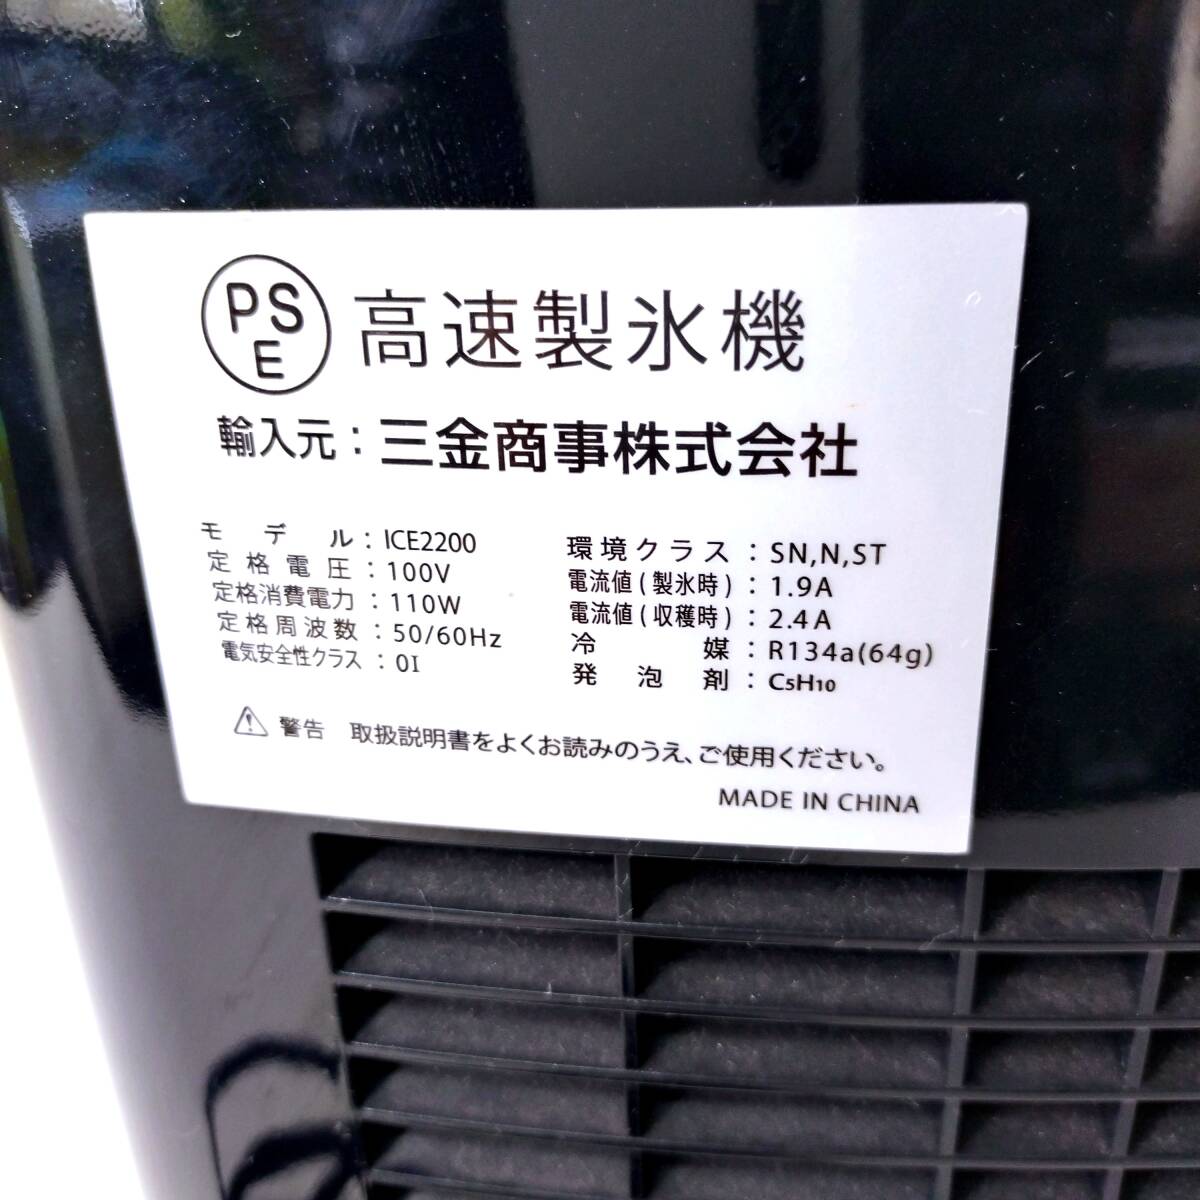 PS
E
高速製氷機
輸入元：三金商事株式会社
モデル：ICE2200
定格電圧：100V
定格消費電力：110W
定格周波数：50/60Hz
電気安全性クラス：0I
環境クラス：SN,N,ST
電流値(製氷時)：1.9A
電流値(収穫時)：2.4A
冷媒：R134a(64g)
発泡剤：C5H10
警告 取扱説明書をよくお読みのうえ、ご使用ください。
MADE IN CHINA